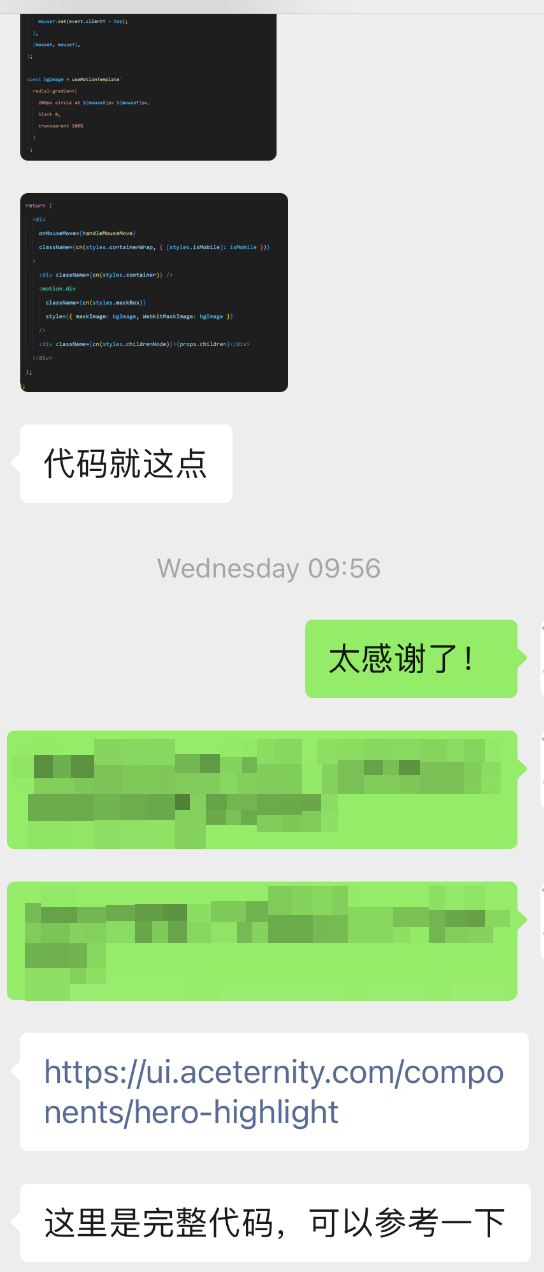 mouseY.set(event.clientY - top);
},
[mouseX, mouseY],
);
const bgImage = useMotionTemplate`
radial-gradient(
200px circle at ${mouseX}px ${mouseY}px,
black 0,
transparent 100%
)
`;
return (
<div
onMouseMove={handleMouseMove}
className={cn(styles.containerWrap, { [styles.isMobile]: isMobile })}
>
<div className={cn(styles.container)} />
<motion.div
className={cn(styles.maskBox)}
style={{ maskImage: bgImage, WebkitMaskImage: bgImage }}
/>
<div className={cn(styles.childrenNode)}>{props.children}</div>
</div>
);
};
代码就这点
Wednesday 09:56
太感谢了！
https://ui.aceternity.com/compo
nents/hero-highlight
这里是完整代码，可以参考一下